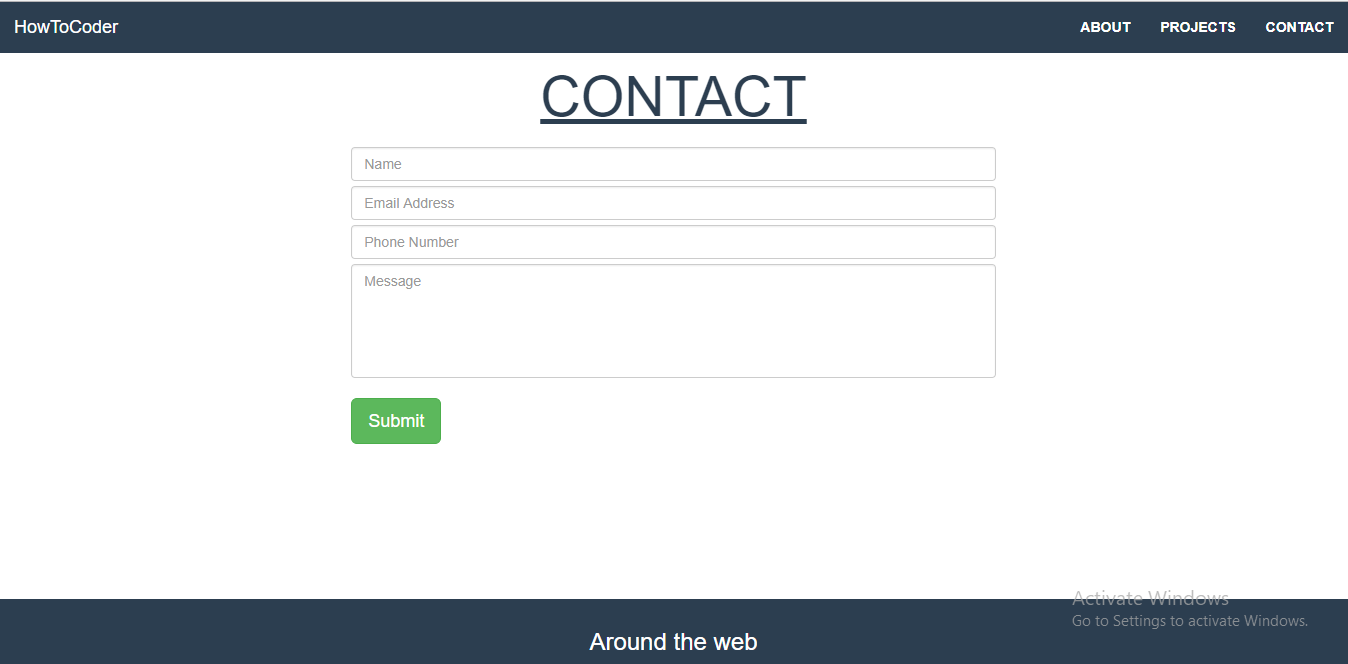 HowToCoder
ABOUT PROJECTS CONTACT
CONTACT
Name
Email Address
Phone Number
Message
Submit
Activate Windows
Go to Settings to activate Windows.
Around the web